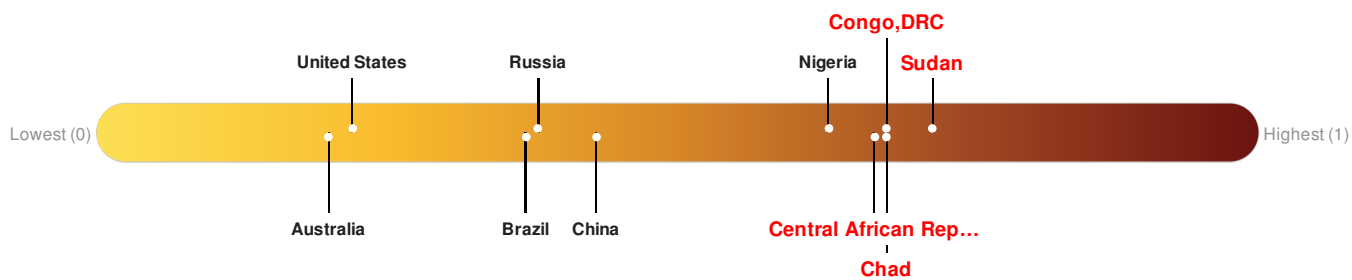 Congo,DRC
United States
Russia
Nigeria
Sudan
Lowest (0)
Highest (1)
Australia
Brazil
China
Central African Rep…
Chad